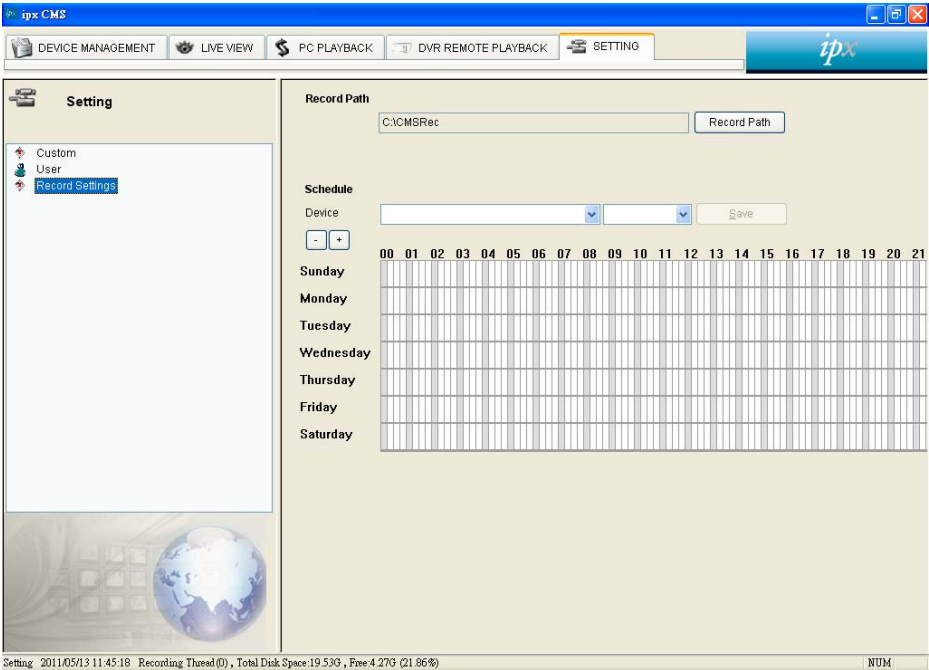 ipx CMS
DEVICE MANAGEMENT LIVE VIEW PC PLAYBACK DVR REMOTE PLAYBACK SETTING
ipx
Setting
Custom
User
Record Settings
Record Path
C:\CMSRec Record Path
Schedule
Device Save
- +
00 01 02 03 04 05 06 07 08 09 10 11 12 13 14 15 16 17 18 19 20 21
Sunday
Monday
Tuesday
Wednesday
Thursday
Friday
Saturday
Setting 2011/05/13 11:45:18 Recording Thread(0) , Total Disk Space:19.53G , Free:4.27G (21.86%) NUM